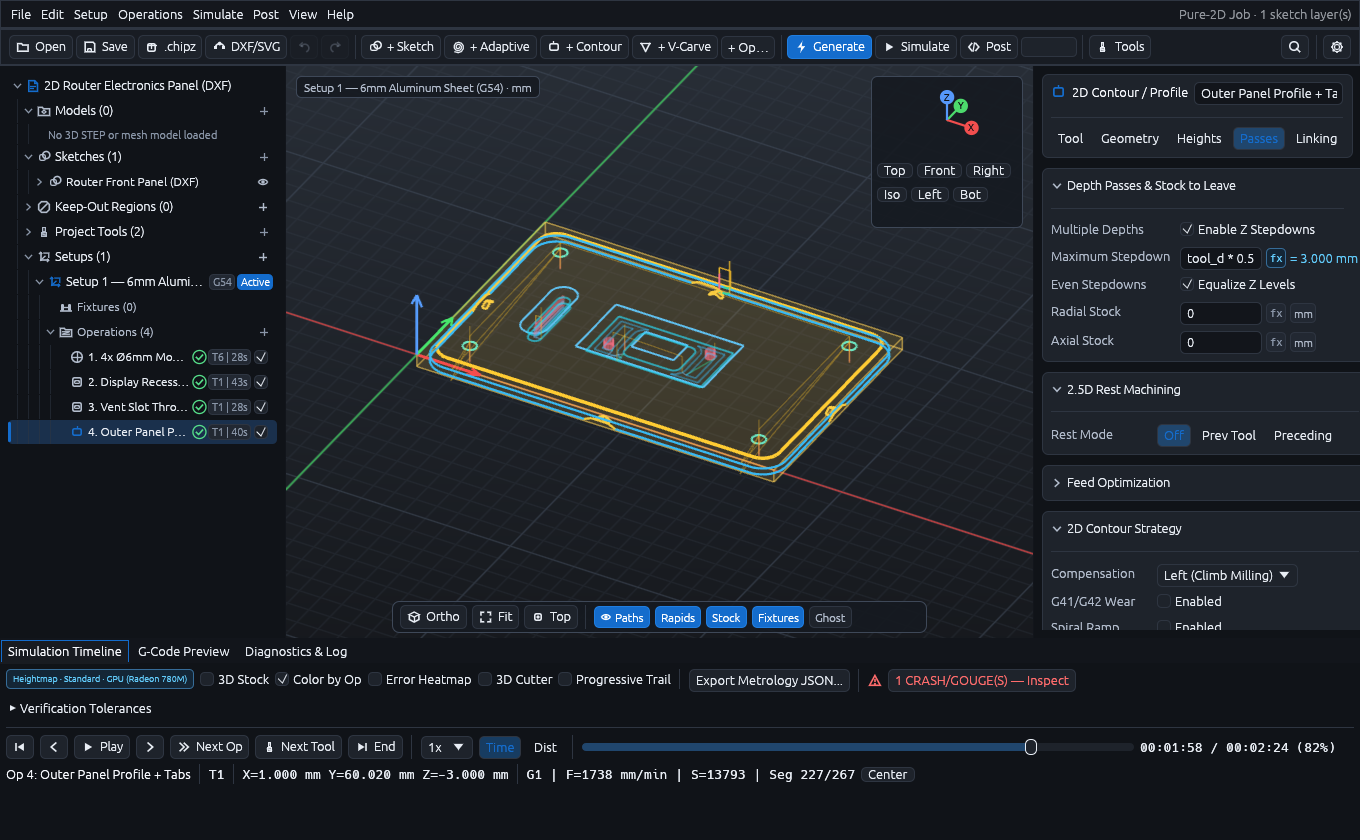 File Edit Setup Operations Simulate Post View Help
Pure-2D Job · 1 sketch layer(s)
Open Save .chipz DXF/SVG + Sketch + Adaptive + Contour + V-Carve + Op... Generate Simulate Post Tools
2D Router Electronics Panel (DXF)
Models (0) +
No 3D STEP or mesh model loaded
Sketches (1) +
Router Front Panel (DXF)
Keep-Out Regions (0) +
Project Tools (2) +
Setups (1) +
Setup 1 — 6mm Alumi... G54 Active
Fixtures (0)
Operations (4) +
1. 4x Ø6mm Mo... T6 | 28s
2. Display Recess... T1 | 43s
3. Vent Slot Thro... T1 | 28s
4. Outer Panel P... T1 | 40s
Setup 1 — 6mm Aluminum Sheet (G54) · mm
Z
Y
X
Top Front Right
Iso Left Bot
Ortho Fit Top Paths Rapids Stock Fixtures Ghost
2D Contour / Profile Outer Panel Profile + Ta
Tool Geometry Heights Passes Linking
Depth Passes & Stock to Leave
Multiple Depths Enable Z Stepdowns
Maximum Stepdown tool_d * 0.5 fx = 3.000 mm
Even Stepdowns Equalize Z Levels
Radial Stock 0 fx mm
Axial Stock 0 fx mm
2.5D Rest Machining
Rest Mode Off Prev Tool Preceding
Feed Optimization
2D Contour Strategy
Compensation Left (Climb Milling)
G41/G42 Wear Enabled
Spiral Ramp Enabled
Simulation Timeline G-Code Preview Diagnostics & Log
Heightmap · Standard · GPU (Radeon 780M) 3D Stock Color by Op Error Heatmap 3D Cutter Progressive Trail Export Metrology JSON... 1 CRASH/GOUGE(S) — Inspect
Verification Tolerances
Play Next Op Next Tool End 1x Time Dist 00:01:58 / 00:02:24 (82%)
Op 4: Outer Panel Profile + Tabs T1 X=1.000 mm Y=60.020 mm Z=-3.000 mm G1 | F=1738 mm/min | S=13793 | Seg 227/267 Center